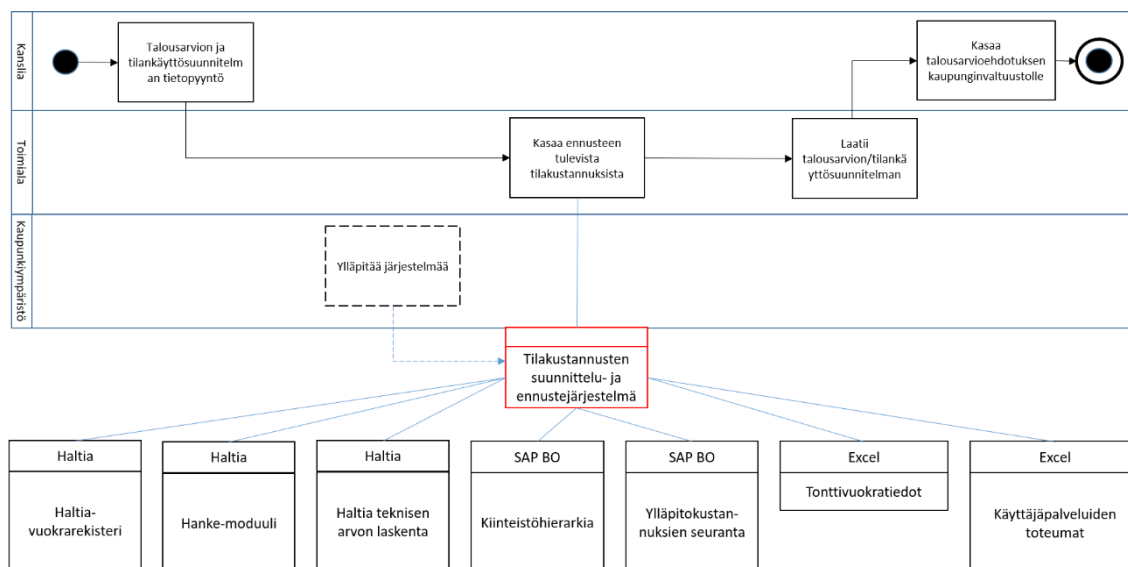 Kanslia
Talousarvion ja
tilankäyttösuunnitelm
an tietopyyntö
Kasaa
talousarvioehdotuksen
kaupunginvaltuustolle
Toimiala
Kasaa ennusteen
tulevista
tilakustannuksista
Laatii
talousarvion/tilankä
yttösuunnitelman
Kaupunkiympäristö
Ylläpitää järjestelmää
Tilakustannusten
suunnittelu- ja
ennustejärjestelmä
Haltia
Haltia-
vuokrarekisteri
Haltia
Hanke-moduuli
Haltia
Haltia teknisen
arvon laskenta
SAP BO
Kiinteistöhierarkia
SAP BO
Ylläpitokustan-
nuksien seuranta
Excel
Tonttivuokratiedot
Excel
Käyttäjäpalveluiden
toteumat